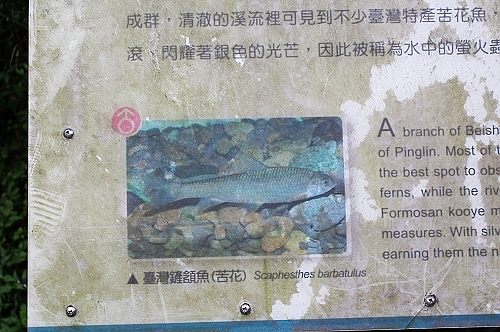 成群，清澈的溪流裡可見到不少臺灣特產苦花魚，
滾，閃耀著銀色的光芒，因此被稱為水中的螢火蟲
A branch of Beish
of Pinglin. Most of t
the best spot to obs
ferns, while the riv
Formosan kooye m
measures. With silv
earning them the n
▲ 臺灣鏟頷魚(苦花) Scaphesthes barbatulus